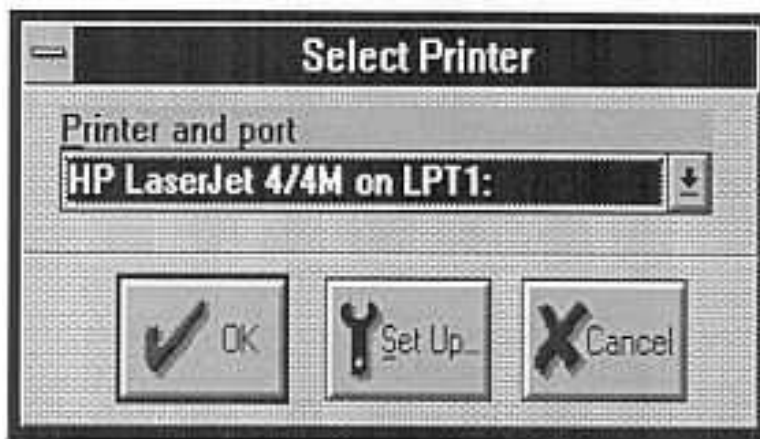 Select Printer
Printer and port
HP LaserJet 4/4M on LPT1:
OK
Set Up...
Cancel